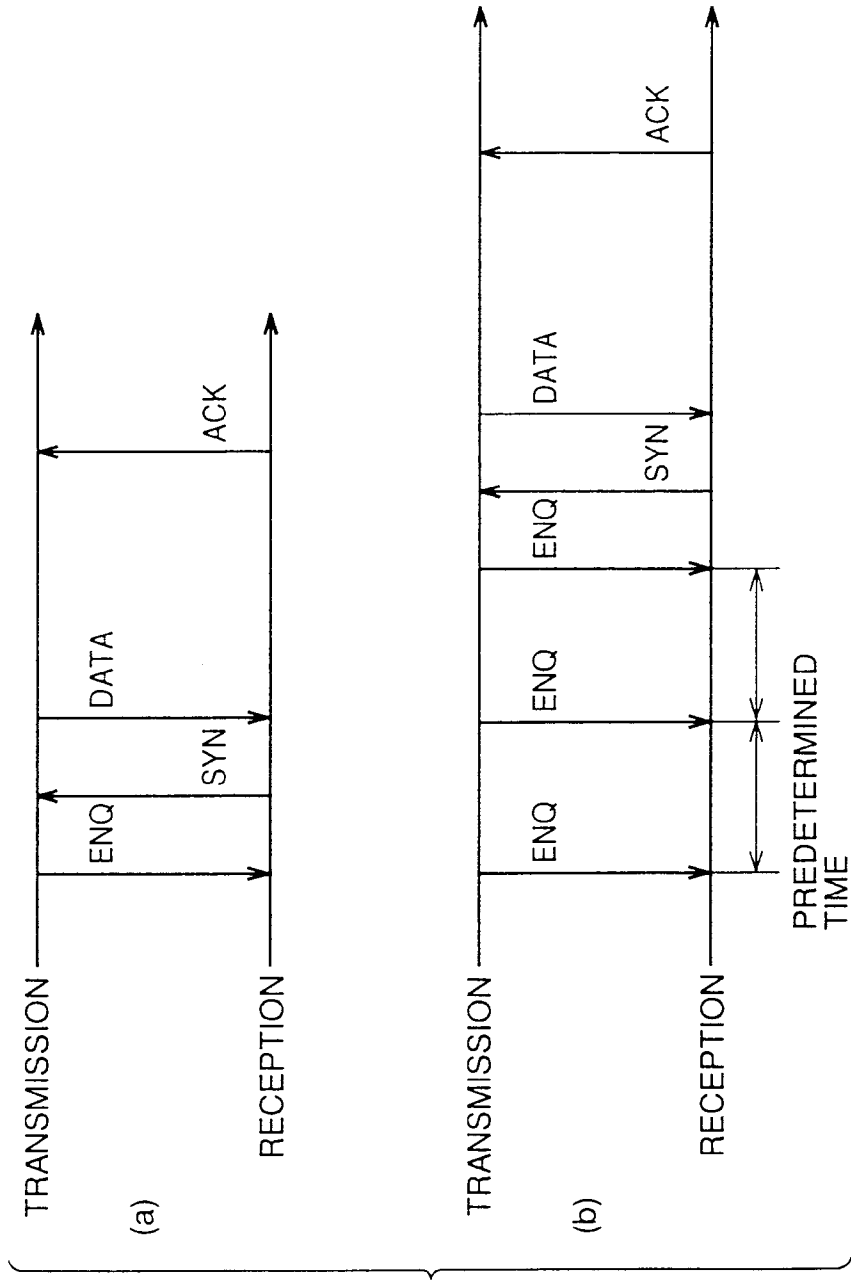 (a)
TRANSMISSION
ENQ
SYN
DATA
ACK
RECEPTION
(b)
TRANSMISSION
ENQ
ENQ
ENQ
SYN
DATA
ACK
RECEPTION
PREDETERMINED
TIME